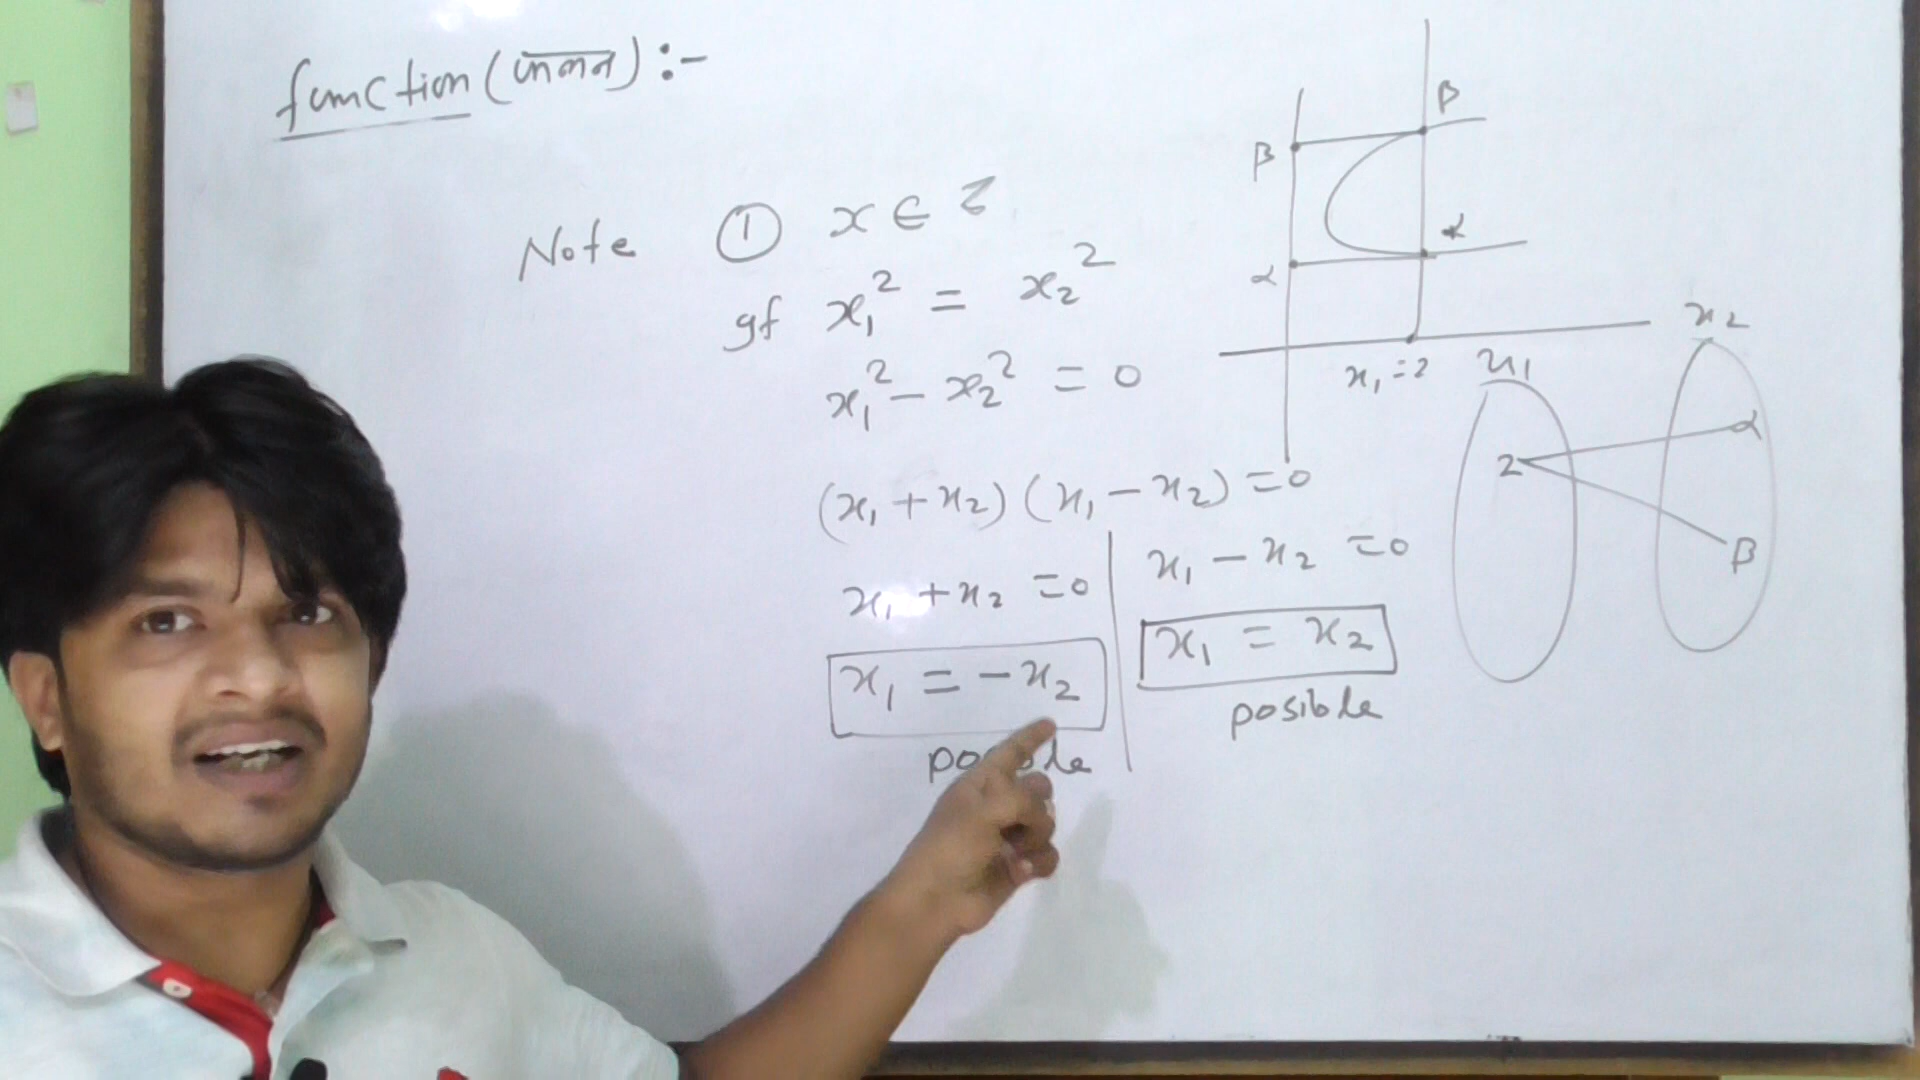 function (फलन) :-
Note ① x ∈ Z
gf x₁² = x₂²
x₁² - x₂² = 0
(x₁ + x₂) (x₁ - x₂) = 0
x₁ + x₂ = 0
x₁ = -x₂
x₁ - x₂ = 0
x₁ = x₂
posible
β
β
α
α
x₁ = 2
x₁
x₂
2
α
β